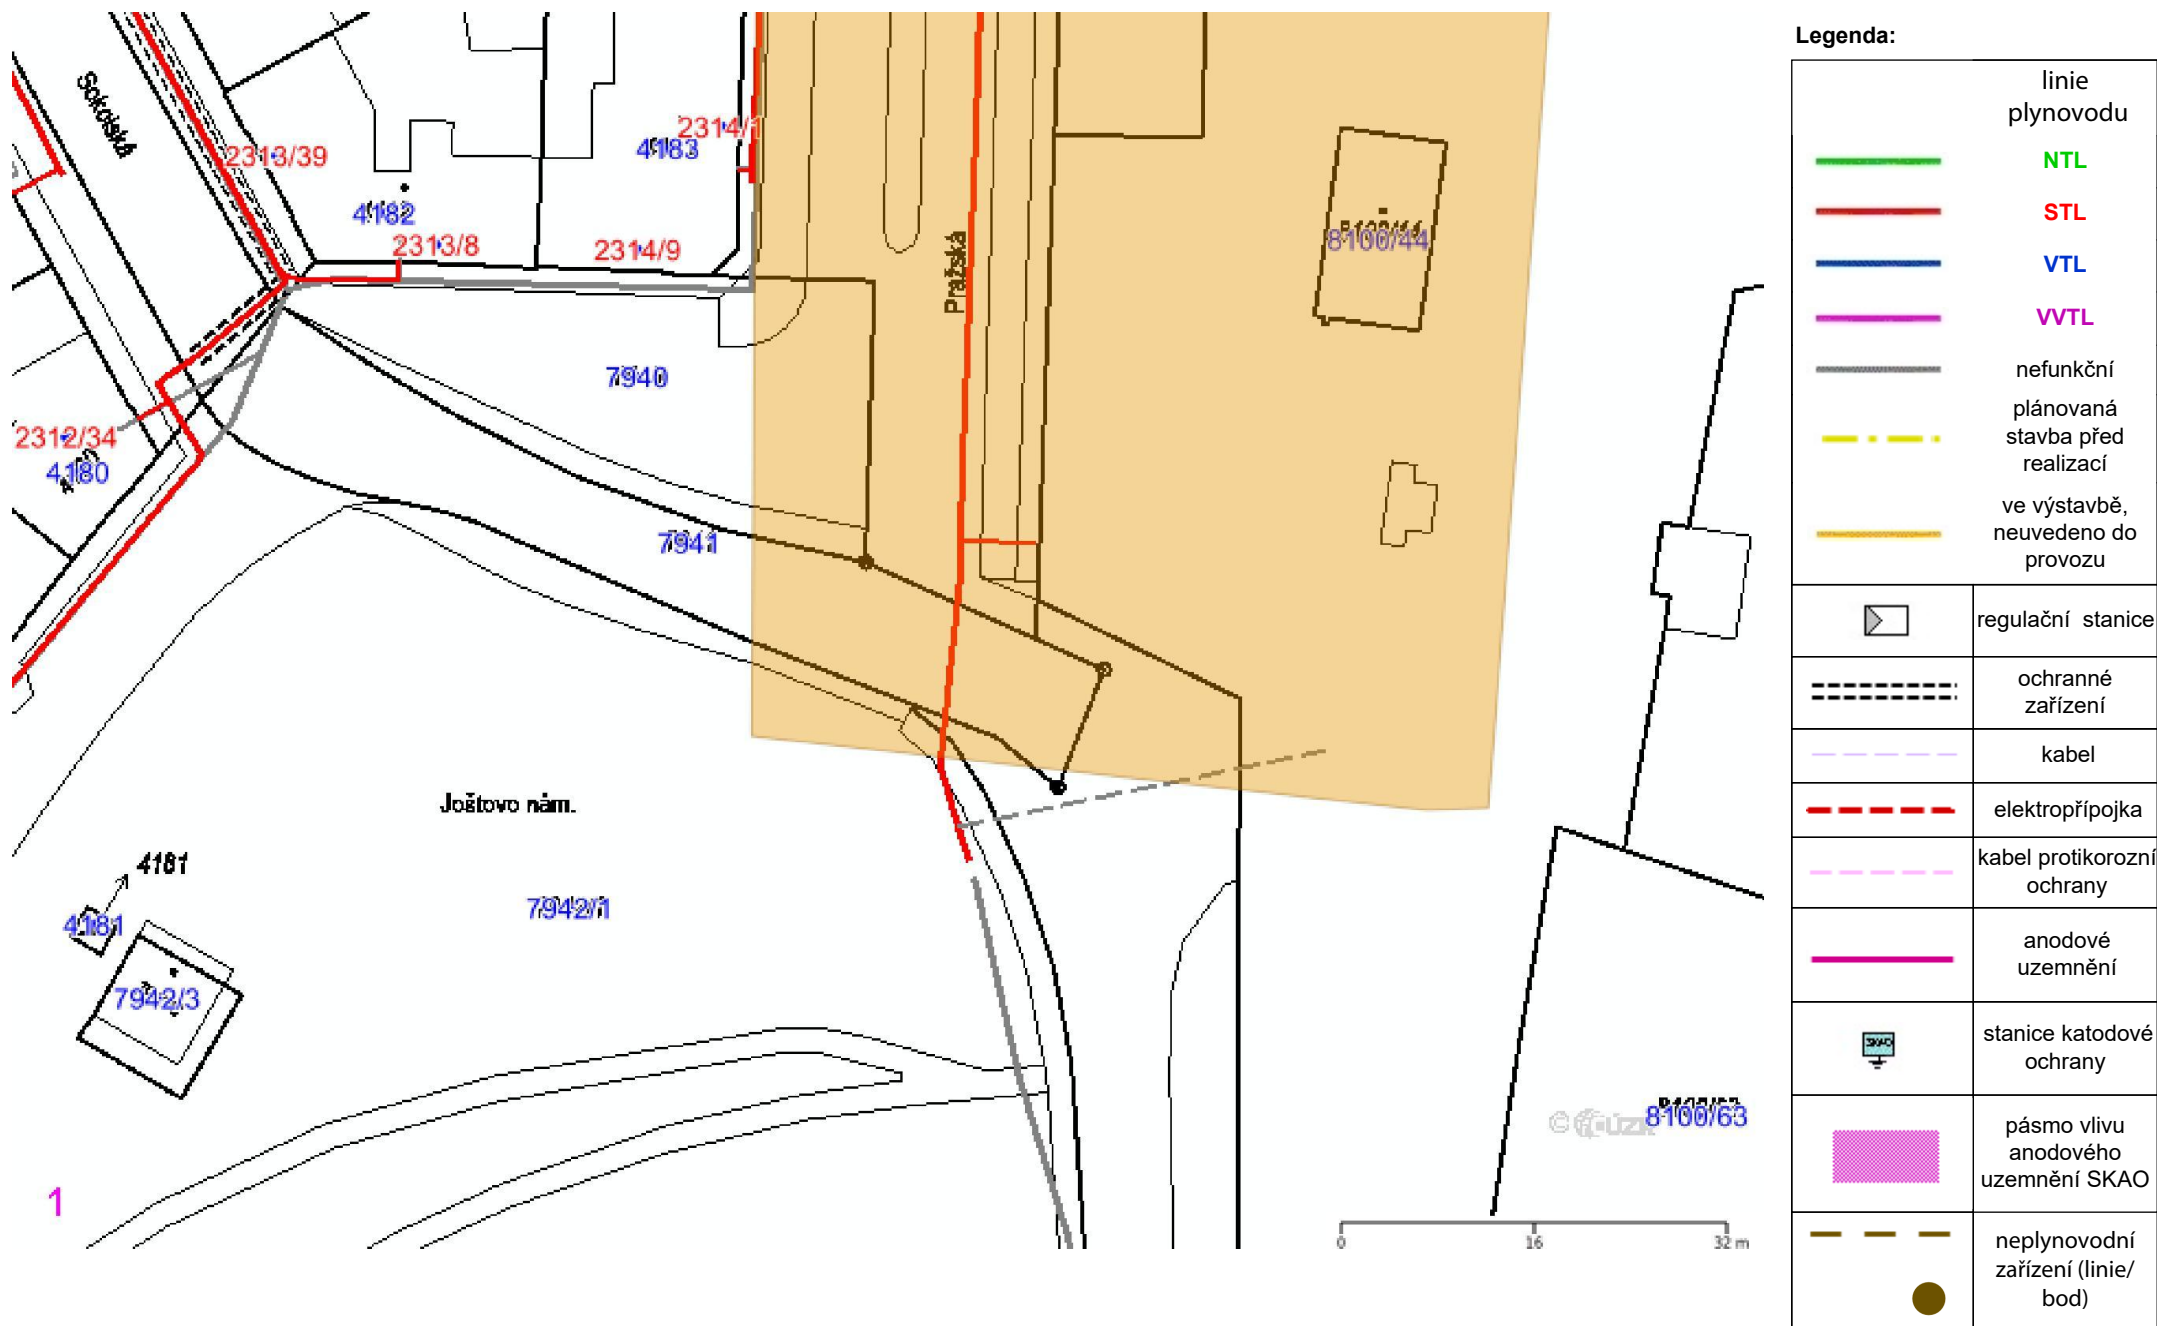 Sokolská
2313/39
2314/1
4183
4182
2313/8
2314/9
Pražská
8100/44
7940
2312/34
4180
7941
Joštovo nám.
4181
4181
7942/1
7942/3
8100/63
1
0 16 32 m
Legenda:
linie
plynovodu
NTL
STL
VTL
VVTL
nefunkční
plánovaná
stavba před
realizací
ve výstavbě,
neuvedeno do
provozu
regulační stanice
ochranné
zařízení
kabel
elektropřípojka
kabel protikorozní
ochrany
anodové
uzemnění
SKAO
stanice katodové
ochrany
pásmo vlivu
anodového
uzemnění SKAO
neplynovodní
zařízení (linie/
bod)